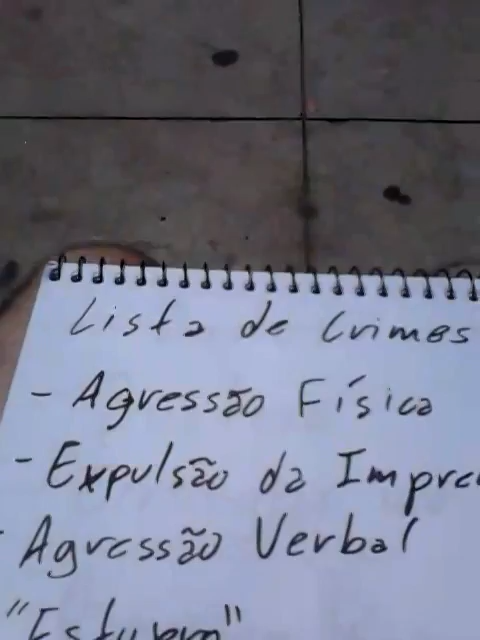 Lista de Crimes
- Agressão Física
- Expulsão da
- Agressão Verbal